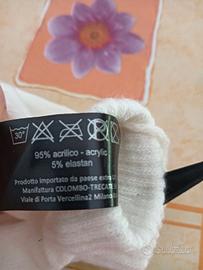 30°
95% acrilico - acrylic
5% elastan
Prodotto importato da paese extra
Manifattura COLOMBO-TRECATE
Viale di Porta Vercellina2 Milano